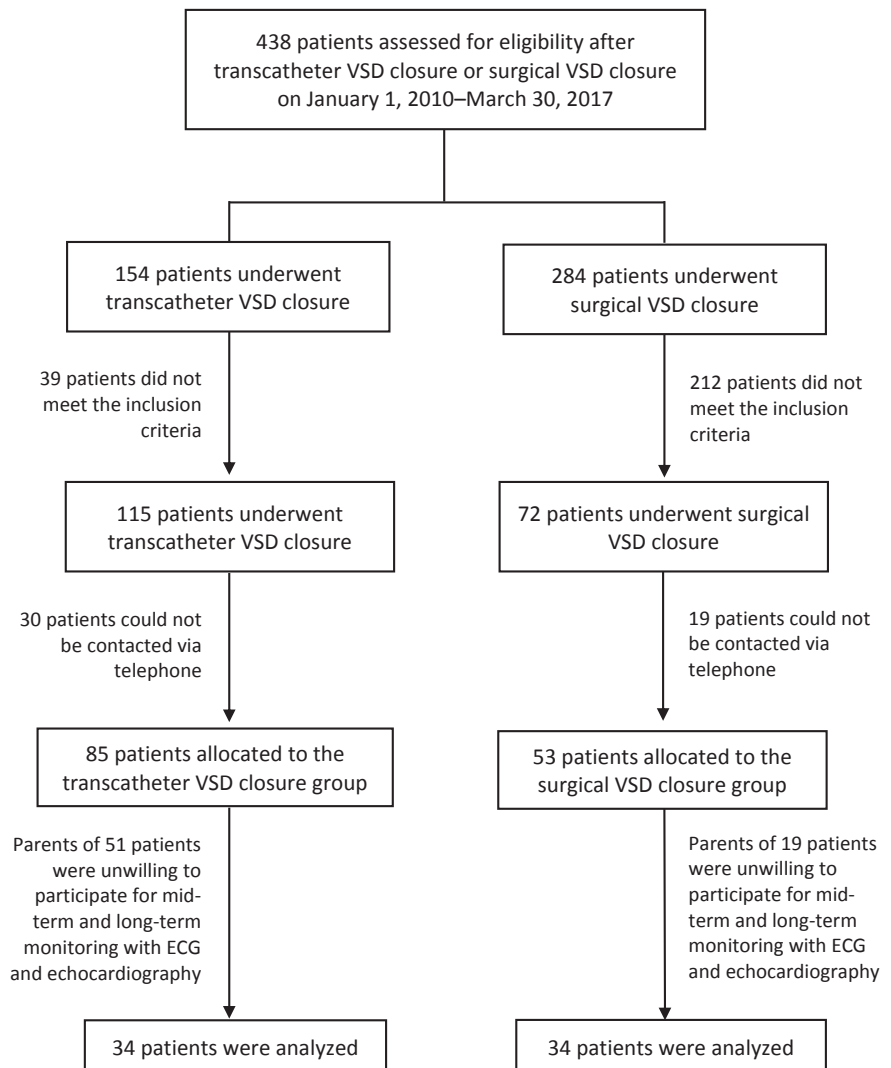 438 patients assessed for eligibility after
transcatheter VSD closure or surgical VSD closure
on January 1, 2010–March 30, 2017
154 patients underwent
transcatheter VSD closure
284 patients underwent
surgical VSD closure
39 patients did not
meet the inclusion
criteria
212 patients did not
meet the inclusion
criteria
115 patients underwent
transcatheter VSD closure
72 patients underwent surgical
VSD closure
30 patients could not
be contacted via
telephone
19 patients could not
be contacted via
telephone
85 patients allocated to the
transcatheter VSD closure group
53 patients allocated to the
surgical VSD closure group
Parents of 51 patients
were unwilling to
participate for mid-
term and long-term
monitoring with ECG
and echocardiography
Parents of 19 patients
were unwilling to
participate for mid-
term and long-term
monitoring with ECG
and echocardiography
34 patients were analyzed
34 patients were analyzed